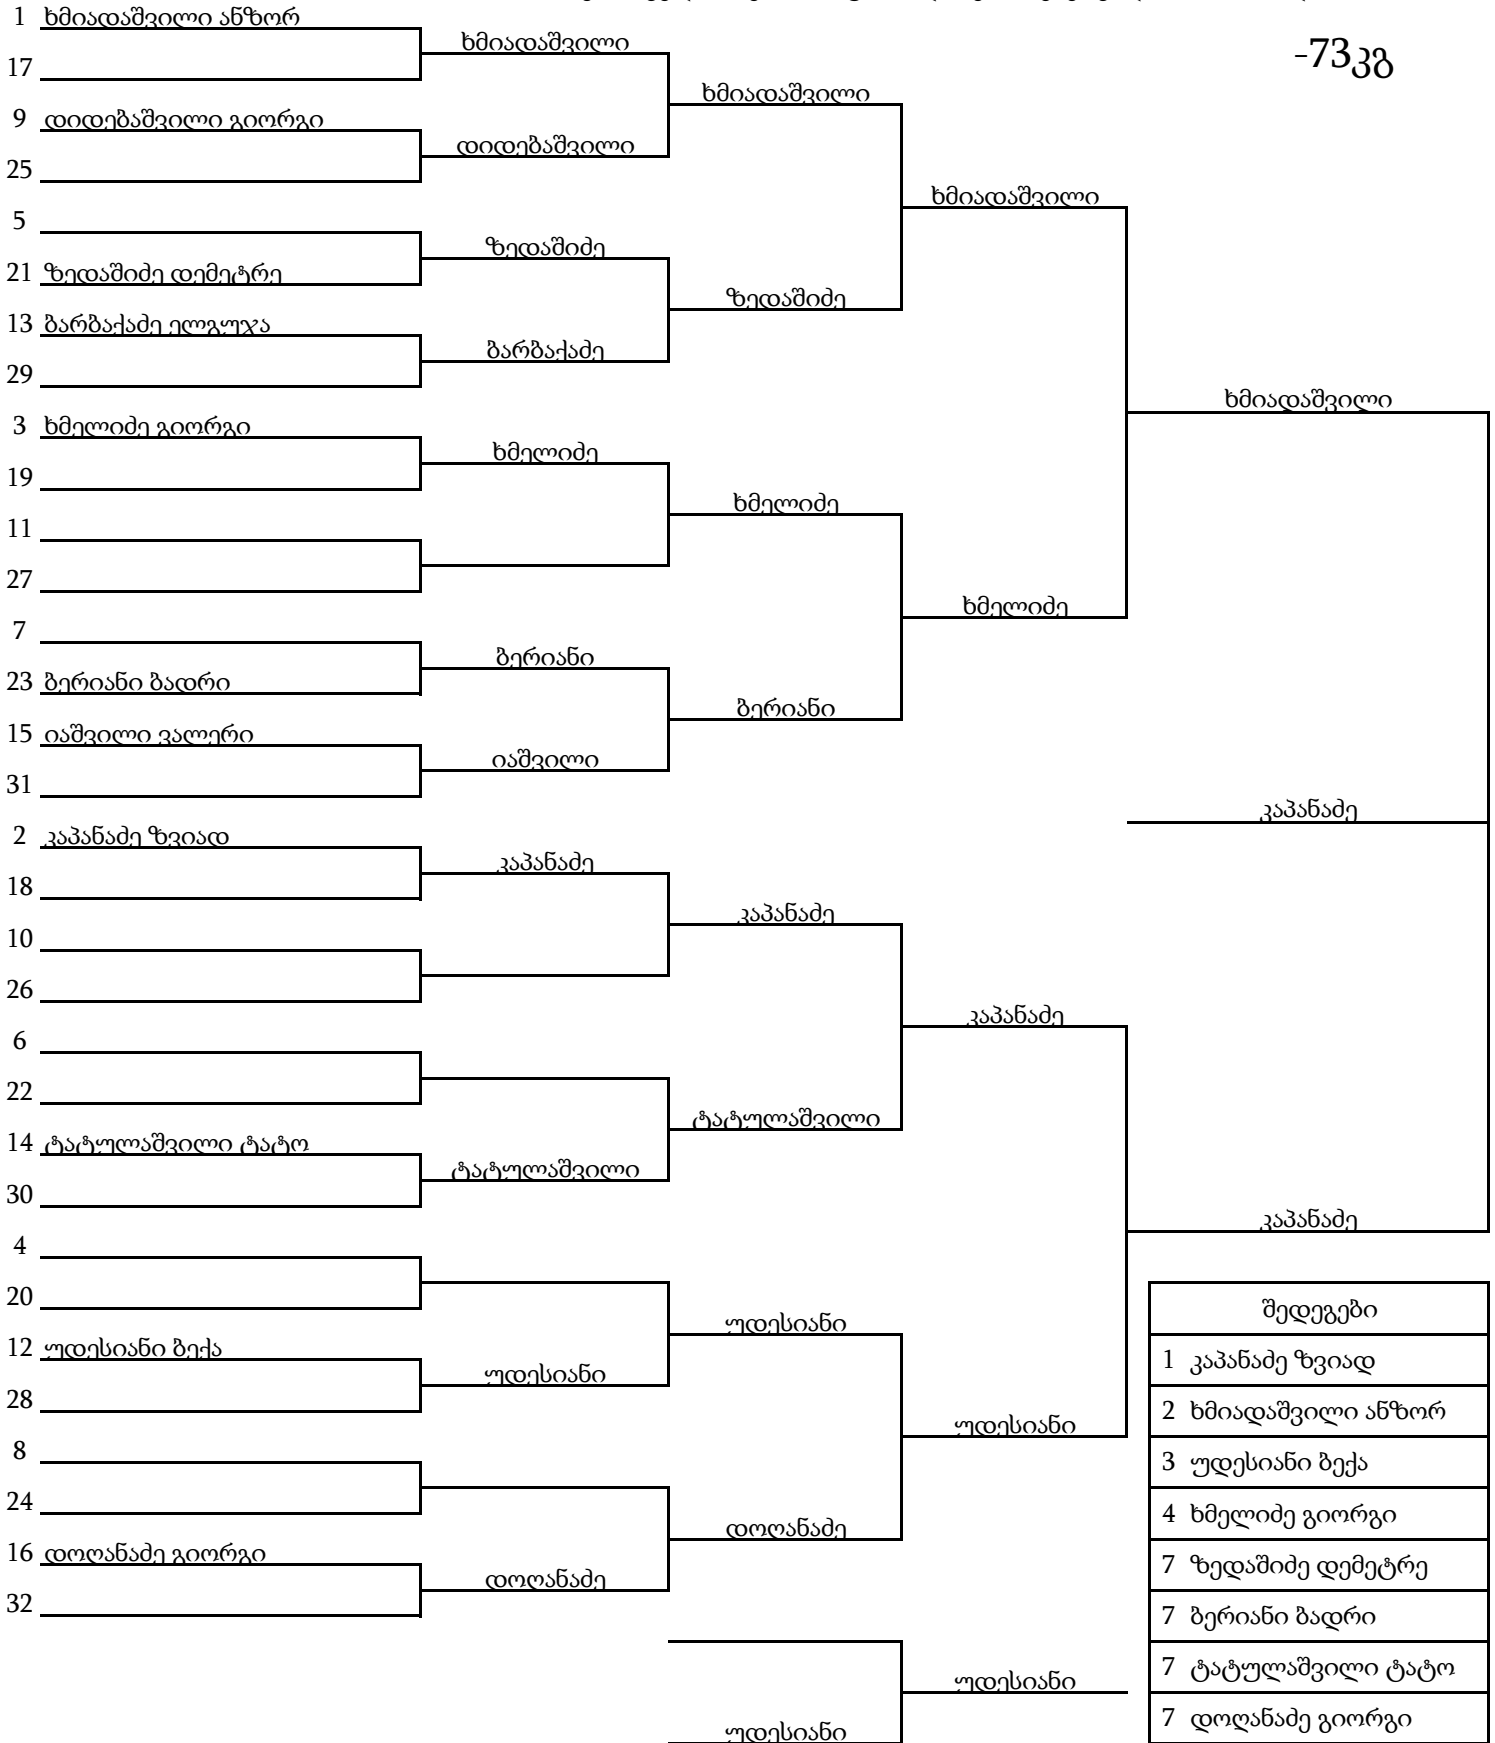 -73კგ
1 ხმიადაშვილი ანზორ
17
9 დიდებაშვილი გიორგი
25
5
21 ზედაშიძე დემეტრე
13 ბარბაქაძე ელგუჯა
29
3 ხმელიძე გიორგი
19
11
27
7
23 ბერიანი ბადრი
15 იაშვილი ვალერი
31
2 კაპანაძე ზვიად
18
10
26
6
22
14 ტატულაშვილი ტატო
30
4
20
12 უდესიანი ბექა
28
8
24
16 დოღანაძე გიორგი
32
ხმიადაშვილი
დიდებაშვილი
ზედაშიძე
ბარბაქაძე
ხმელიძე
ბერიანი
იაშვილი
კაპანაძე
ტატულაშვილი
უდესიანი
დოღანაძე
ხმიადაშვილი
ზედაშიძე
ხმელიძე
ბერიანი
კაპანაძე
ტატულაშვილი
უდესიანი
დოღანაძე
უდესიანი
ხმიადაშვილი
ხმელიძე
კაპანაძე
უდესიანი
უდესიანი
ხმიადაშვილი
კაპანაძე
კაპანაძე
შედეგები
1 კაპანაძე ზვიად
2 ხმიადაშვილი ანზორ
3 უდესიანი ბექა
4 ხმელიძე გიორგი
7 ზედაშიძე დემეტრე
7 ბერიანი ბადრი
7 ტატულაშვილი ტატო
7 დოღანაძე გიორგი